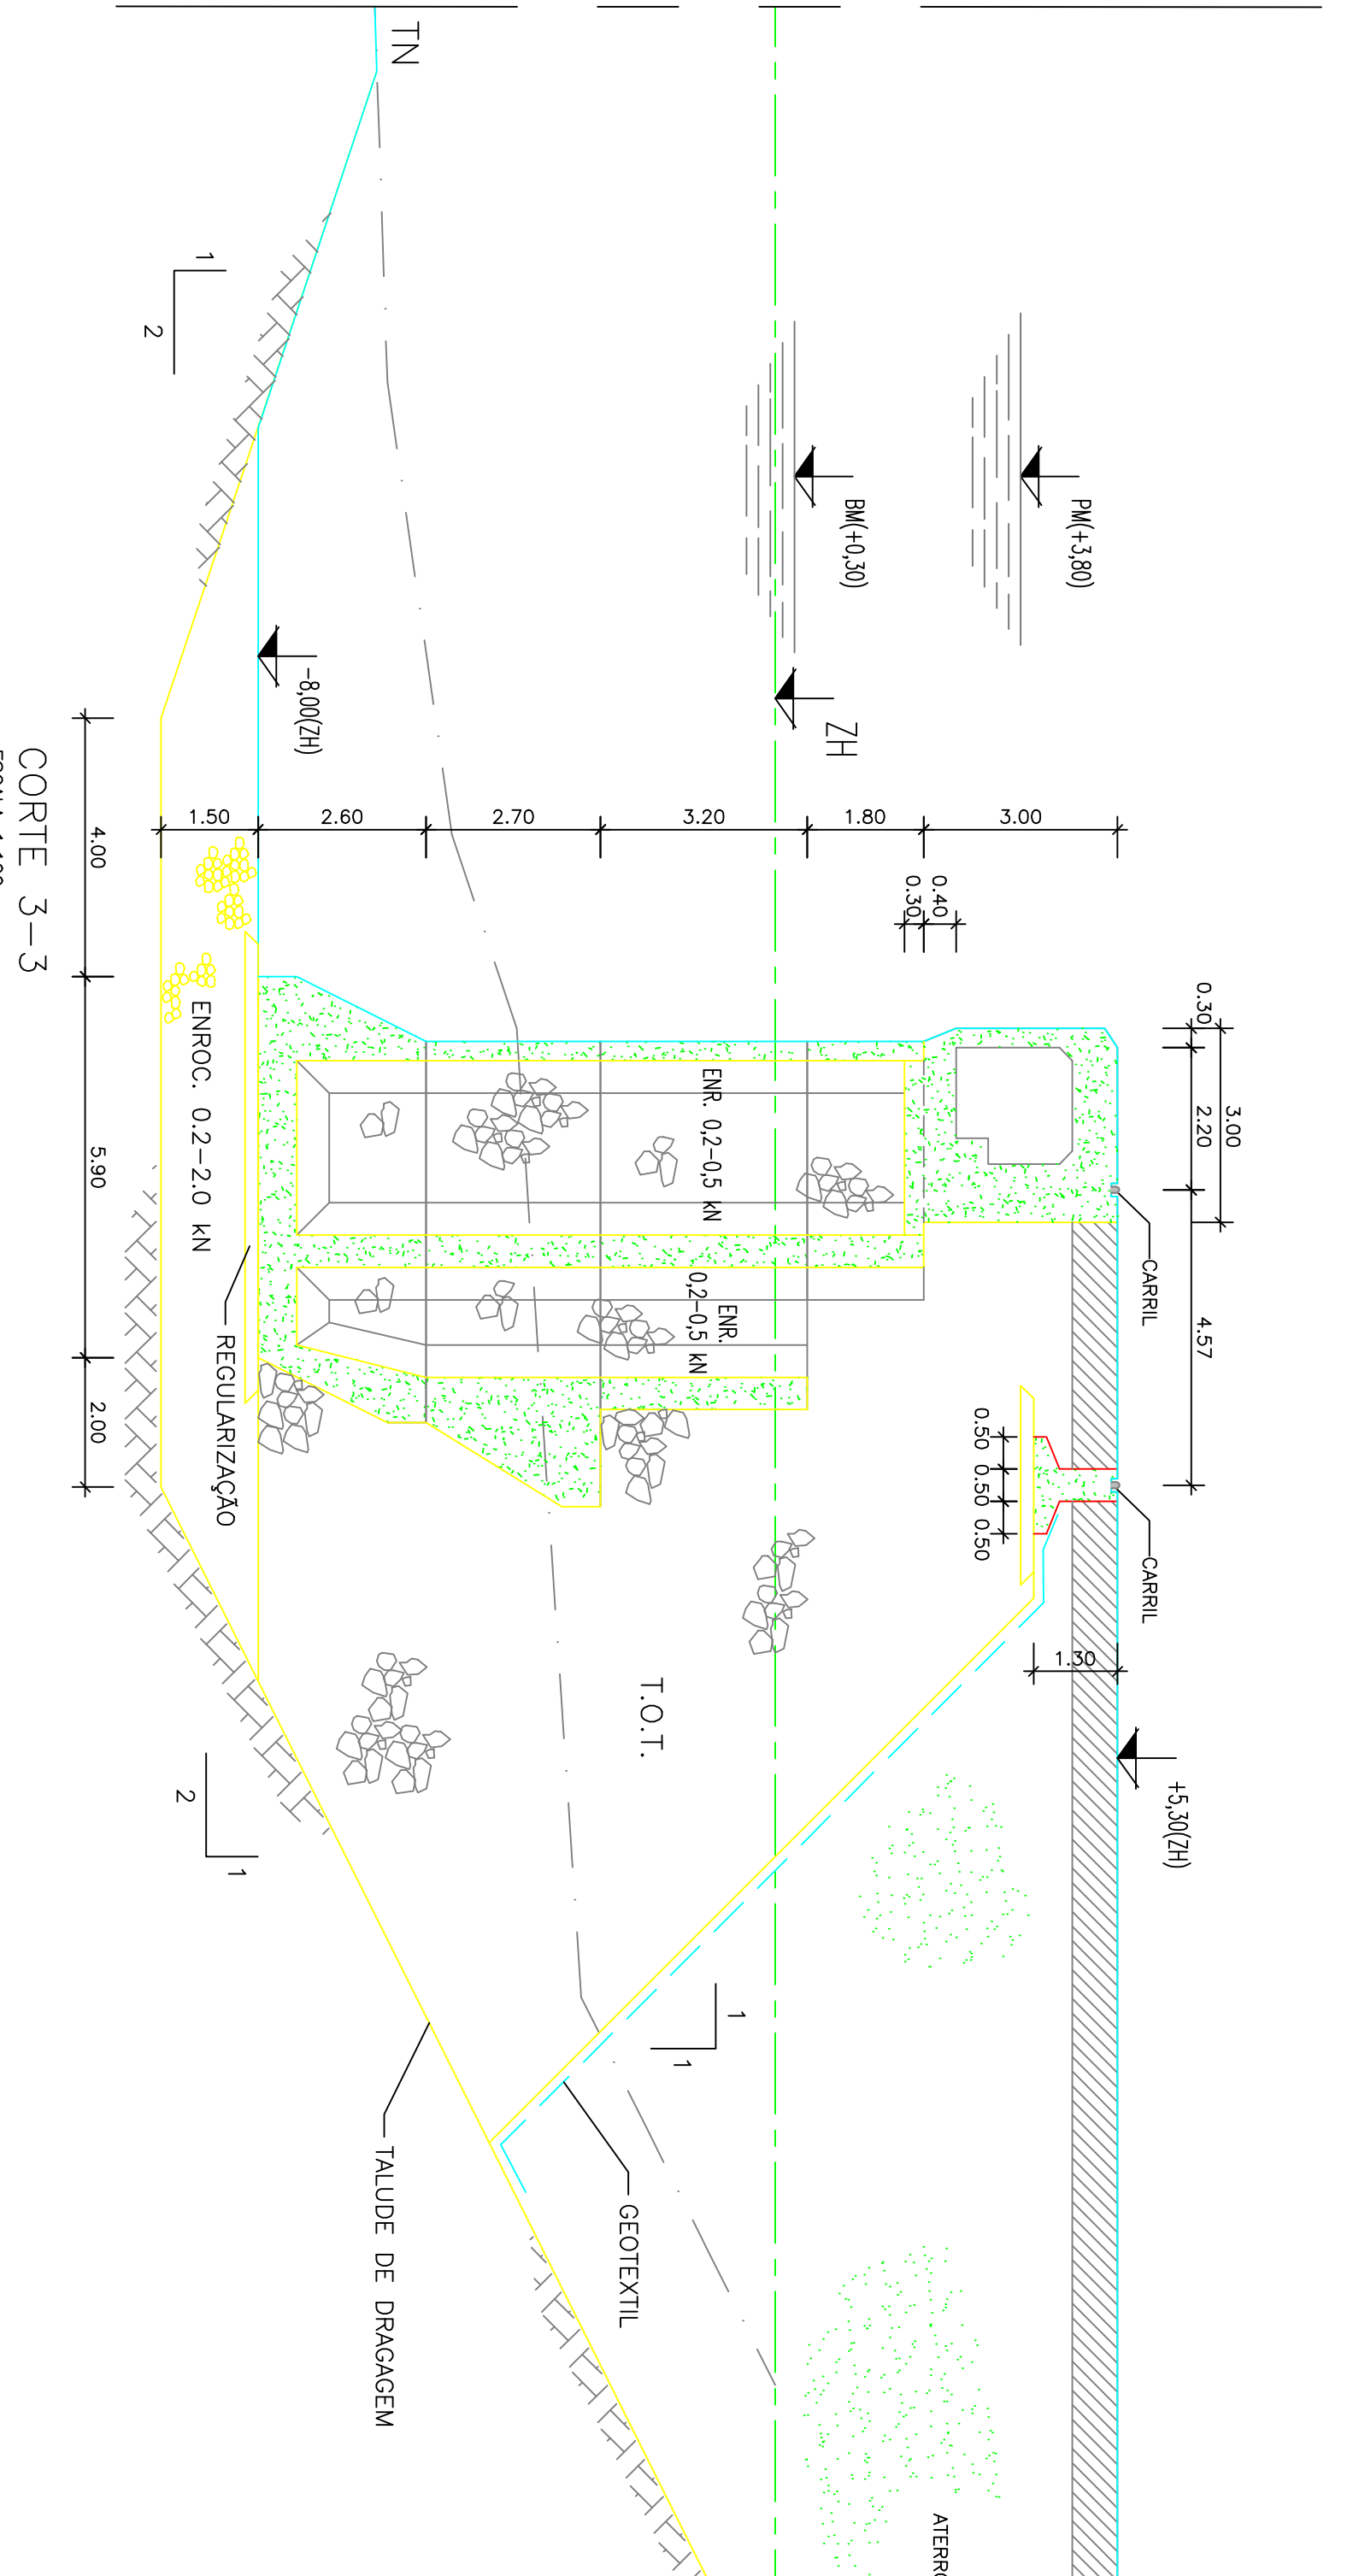 TN
PM(+3,80)
BM(+0,30)
ZH
-8,00(ZH)
+5,30(ZH)
1
2
3.00
0.30
2.20
4.57
CARRIL
CARRIL
3.00
1.80
3.20
2.70
2.60
1.50
0.40
0.30
0.50
0.50
0.50
1.30
ENR. 0,2-0,5 kN
ENR.
0,2-0,5 kN
T.O.T.
ENROC. 0.2-2.0 kN
REGULARIZAÇÃO
4.00
5.90
2.00
2
1
1
1
GEOTEXTIL
TALUDE DE DRAGAGEM
CORTE 3-3